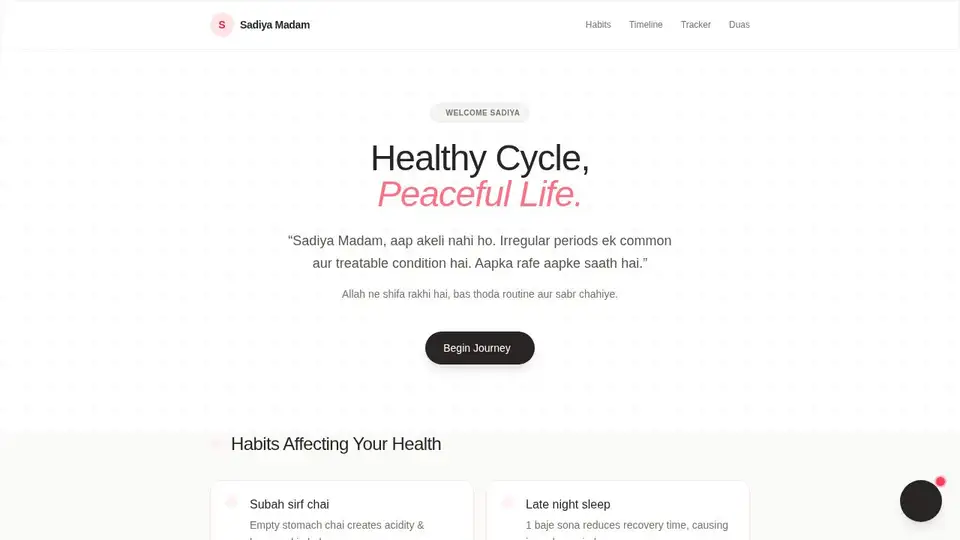 S Sadiya Madam
Habits Timeline Tracker Duas
WELCOME SADIYA
Healthy Cycle,
Peaceful Life.
“Sadiya Madam, aap akeli nahi ho. Irregular periods ek common
aur treatable condition hai. Aapka rafe aapke saath hai.”
Allah ne shifa rakhi hai, bas thoda routine aur sabr chahiye.
Begin Journey
Habits Affecting Your Health
Subah sirf chai
Empty stomach chai creates acidity &
Late night sleep
1 baje sona reduces recovery time, causing